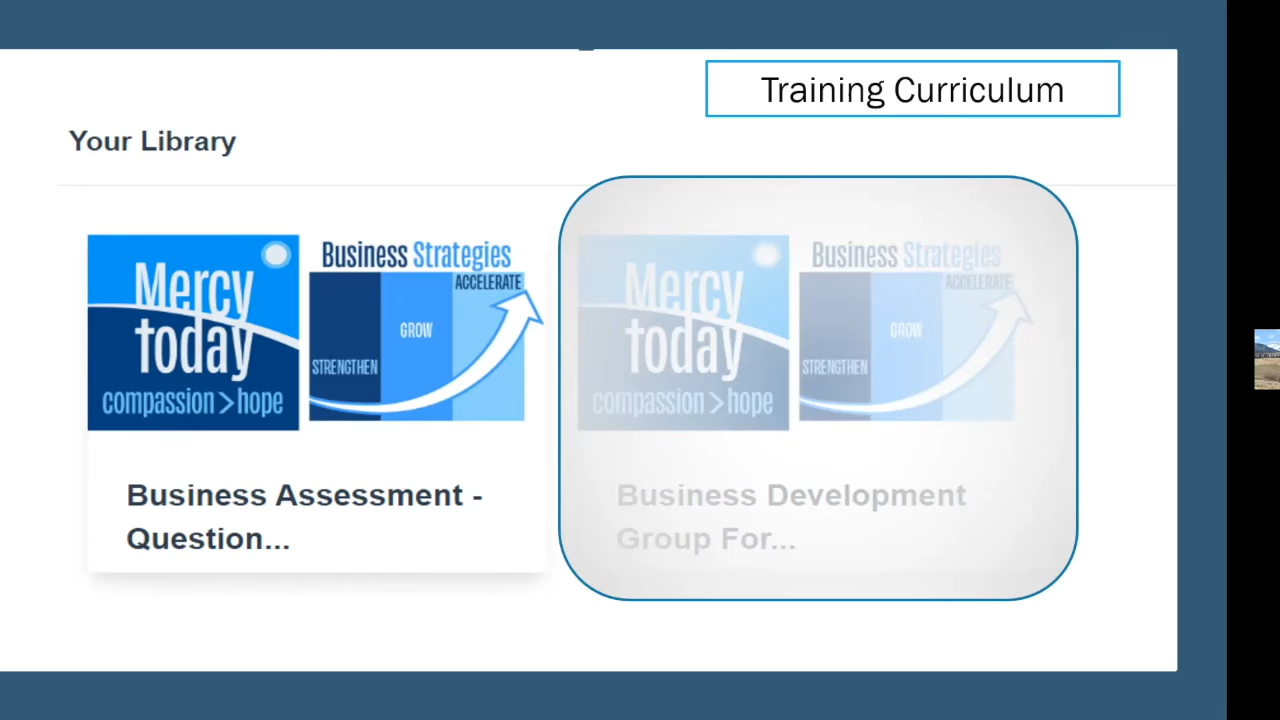 Training Curriculum
Your Library
Mercy
today
compassion > hope
Business Strategies
ACCELERATE
GROW
STRENGTHEN
Business Assessment -
Question...
Mercy
today
compassion > hope
Business Strategies
ACCELERATE
GROW
STRENGTHEN
Business Development
Group For...